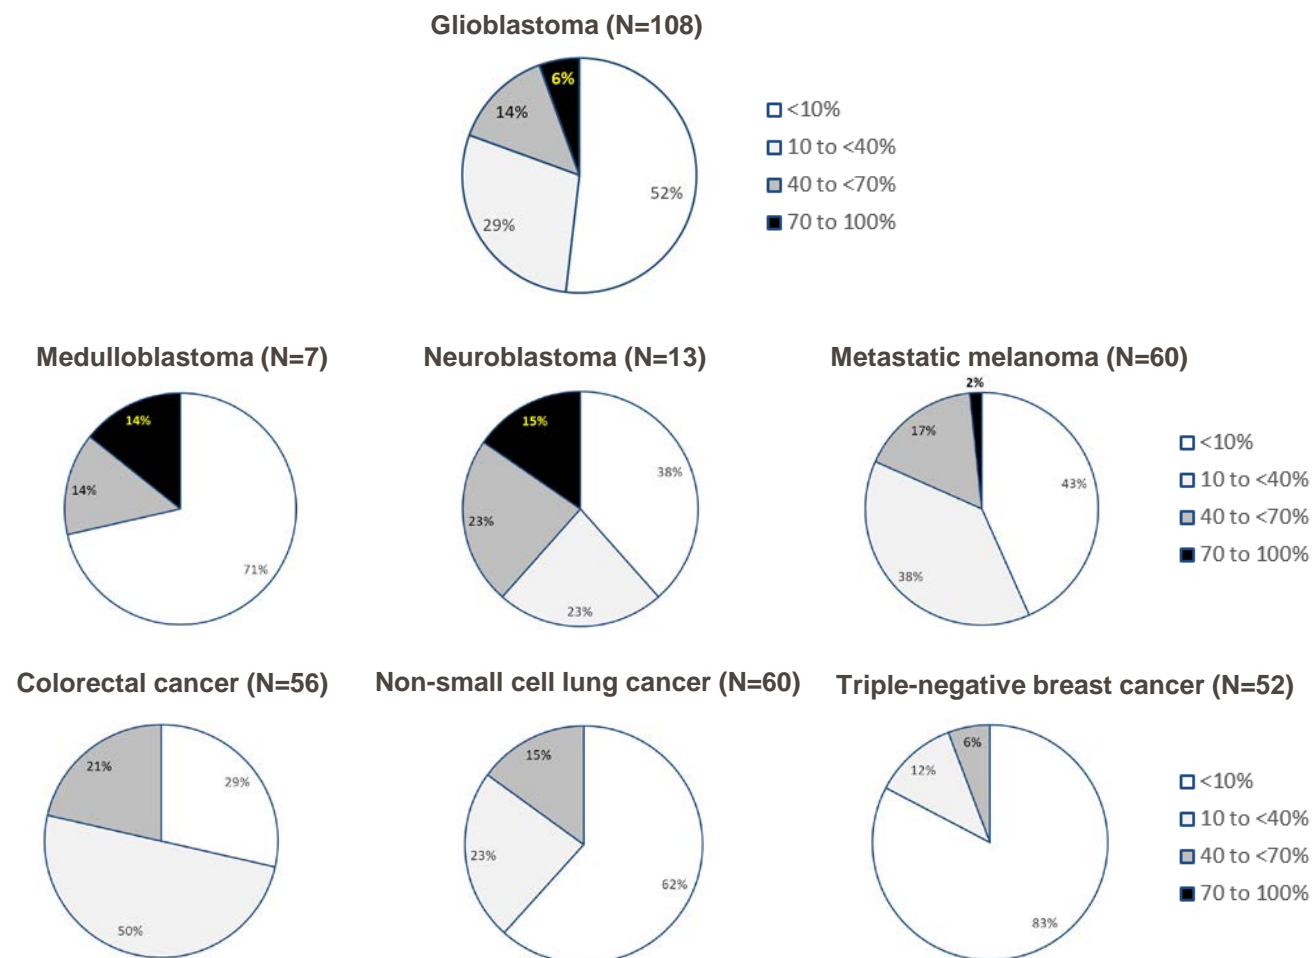 Glioblastoma (N=108)
6%
14%
29%
52%
<10%
10 to <40%
40 to <70%
70 to 100%
Medulloblastoma (N=7)
14%
14%
71%
Neuroblastoma (N=13)
15%
38%
23%
23%
Metastatic melanoma (N=60)
2%
17%
43%
38%
<10%
10 to <40%
40 to <70%
70 to 100%
Colorectal cancer (N=56)
21%
29%
50%
Non-small cell lung cancer (N=60)
15%
23%
62%
Triple-negative breast cancer (N=52)
6%
12%
83%
<10%
10 to <40%
40 to <70%
70 to 100%